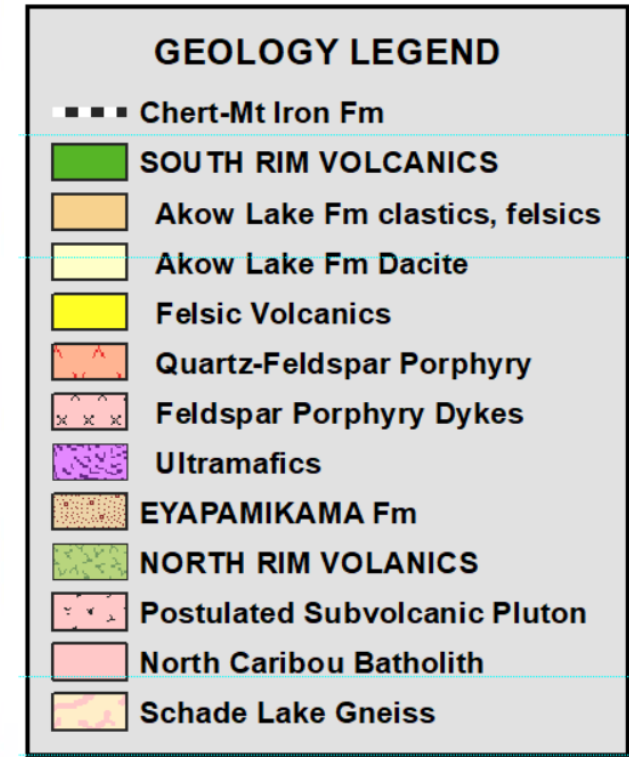 GEOLOGY LEGEND
Chert-Mt Iron Fm
SOUTH RIM VOLCANICS
Akow Lake Fm clastics, felsics
Akow Lake Fm Dacite
Felsic Volcanics
Quartz-Feldspar Porphyry
Feldspar Porphyry Dykes
Ultramafics
EYAPAMIKAMA Fm
NORTH RIM VOLANICS
Postulated Subvolcanic Pluton
North Caribou Batholith
Schade Lake Gneiss